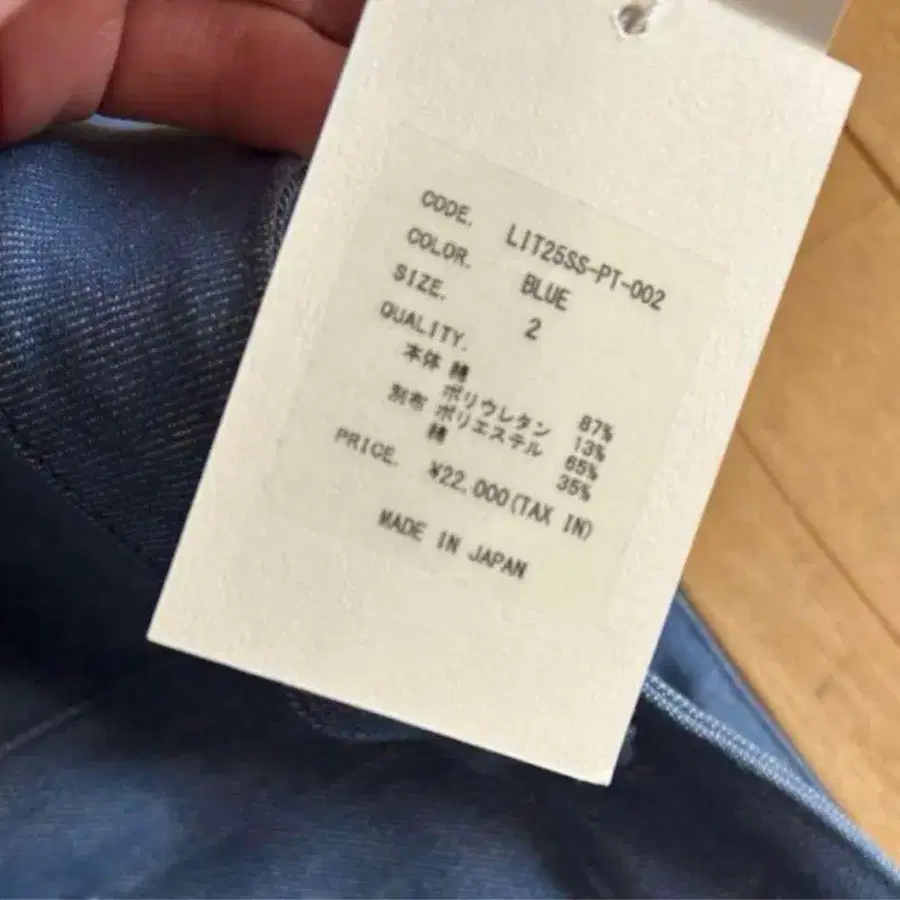 CODE. LIT25SS-PT-002
COLOR. BLUE
SIZE. 2
QUALITY.
本体 綿 87%
ポリウレタン 13%
別布 ポリエステル 65%
綿 35%
PRICE. ¥22,000(TAX IN)
MADE IN JAPAN